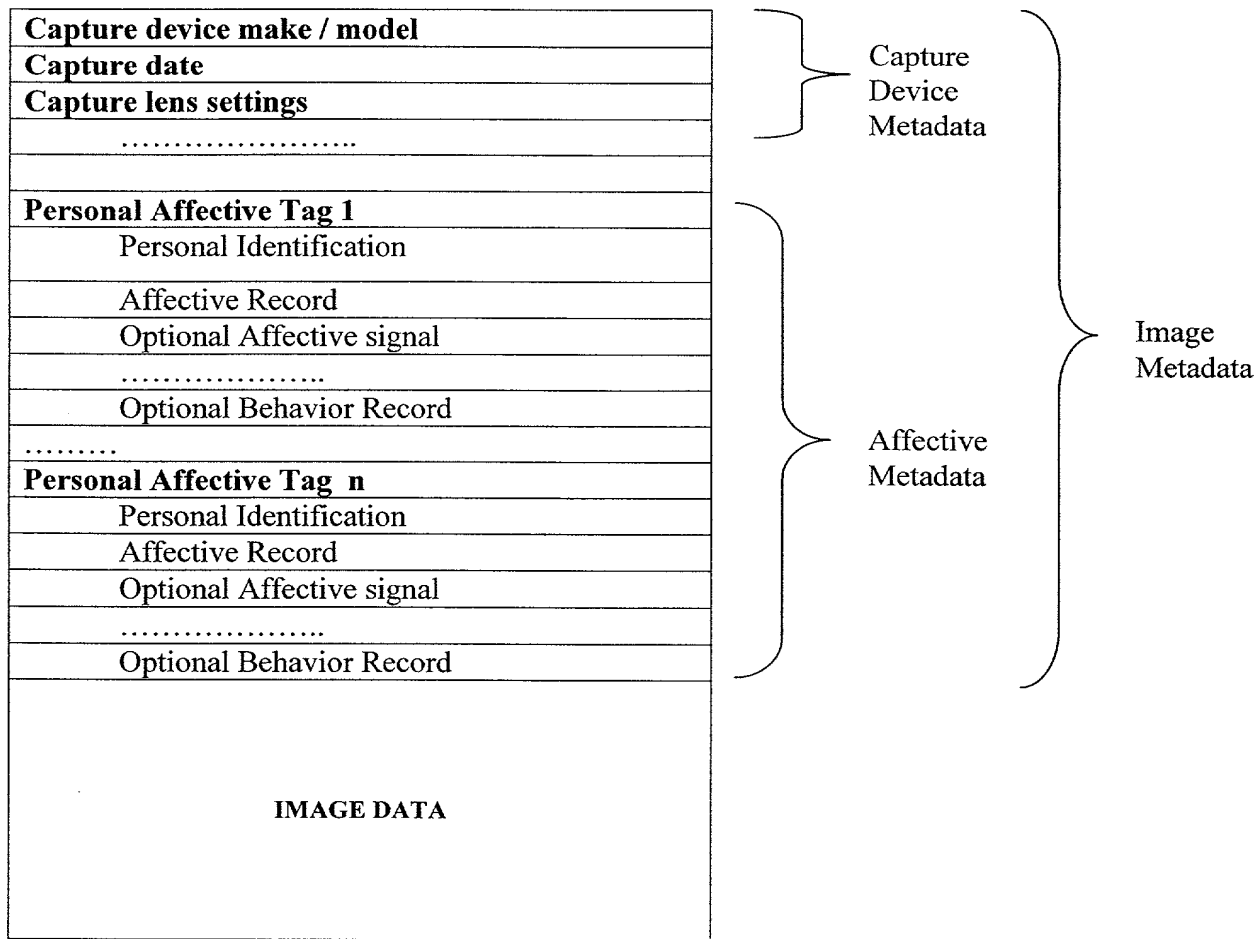 Capture device make / model
Capture date
Capture lens settings
.......................
Personal Affective Tag 1
Personal Identification
Affective Record
Optional Affective signal
....................
Optional Behavior Record
.........
Personal Affective Tag n
Personal Identification
Affective Record
Optional Affective signal
....................
Optional Behavior Record
IMAGE DATA
Capture
Device
Metadata
Affective
Metadata
Image
Metadata